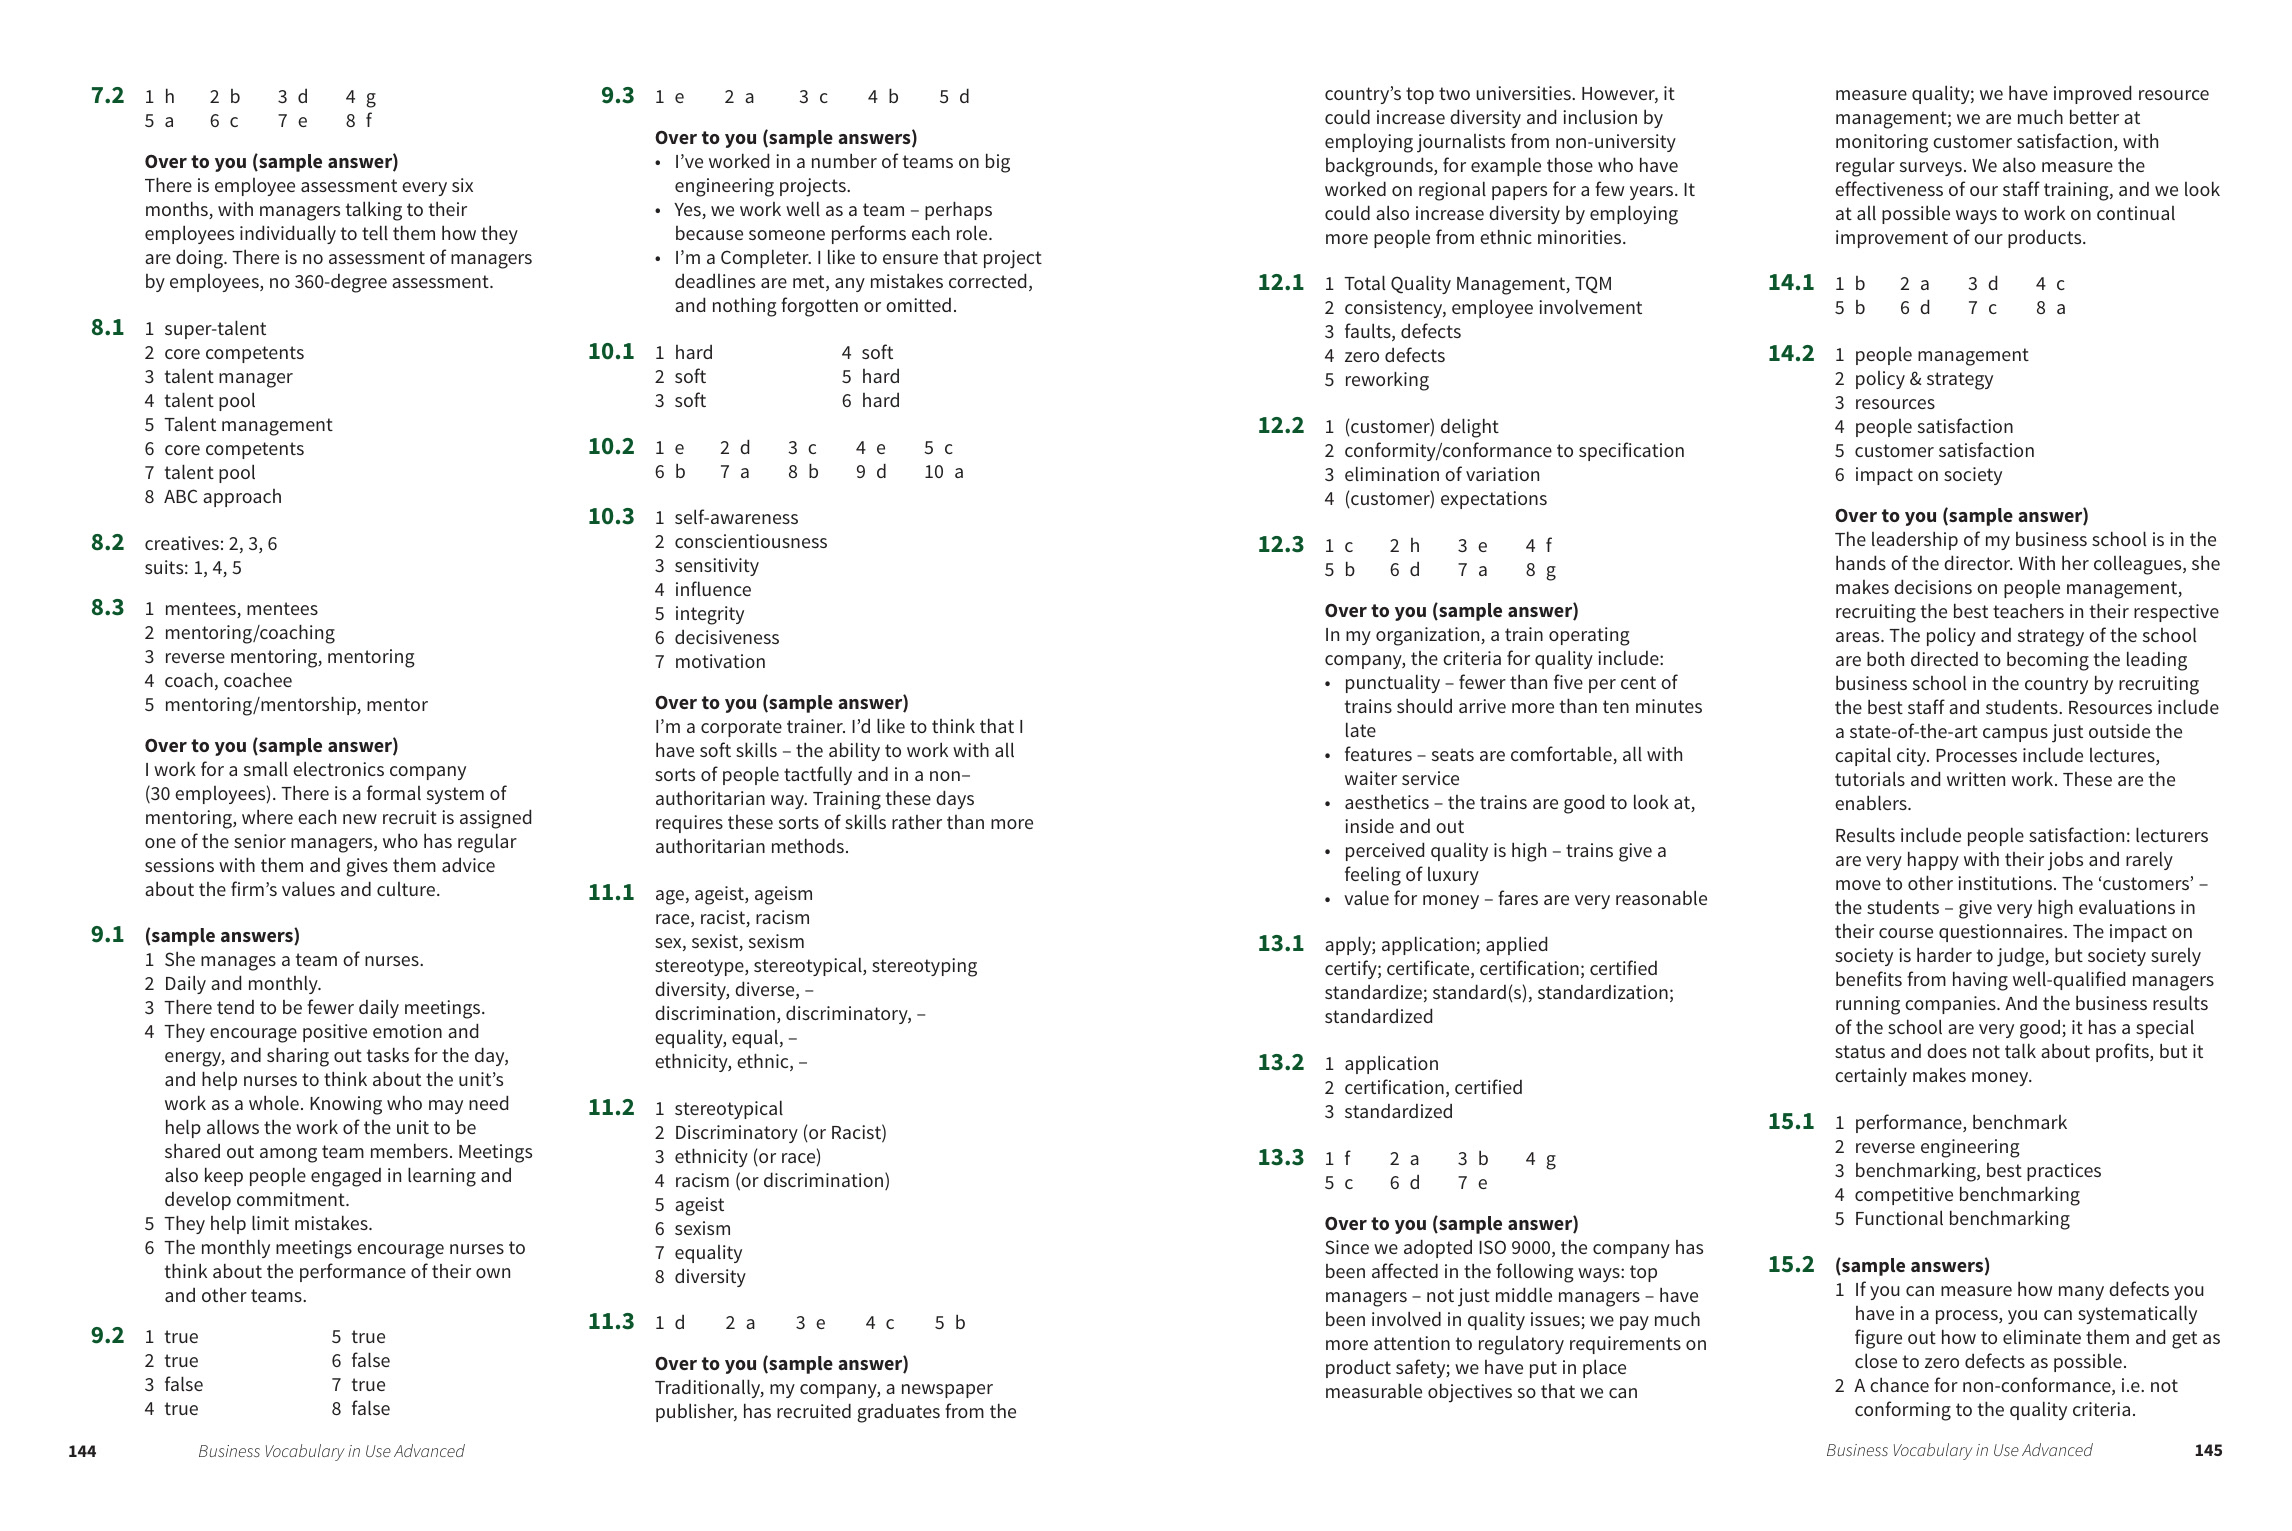 7.2 1 h 2 b 3 d 4 g
5 a 6 c 7 e 8 f
Over to you (sample answer)
There is employee assessment every six
months, with managers talking to their
employees individually to tell them how they
are doing. There is no assessment of managers
by employees, no 360-degree assessment.
8.1 1 super-talent
2 core competents
3 talent manager
4 talent pool
5 Talent management
6 core competents
7 talent pool
8 ABC approach
8.2 creatives: 2, 3, 6
suits: 1, 4, 5
8.3 1 mentees, mentees
2 mentoring/coaching
3 reverse mentoring, mentoring
4 coach, coachee
5 mentoring/mentorship, mentor
Over to you (sample answer)
I work for a small electronics company
(30 employees). There is a formal system of
mentoring, where each new recruit is assigned
one of the senior managers, who has regular
sessions with them and gives them advice
about the firm’s values and culture.
9.1 (sample answers)
1 She manages a team of nurses.
2 Daily and monthly.
3 There tend to be fewer daily meetings.
4 They encourage positive emotion and
energy, and sharing out tasks for the day,
and help nurses to think about the unit’s
work as a whole. Knowing who may need
help allows the work of the unit to be
shared out among team members. Meetings
also keep people engaged in learning and
develop commitment.
5 They help limit mistakes.
6 The monthly meetings encourage nurses to
think about the performance of their own
and other teams.
9.2 1 true 5 true
2 true 6 false
3 false 7 true
4 true 8 false
9.3 1 e 2 a 3 c 4 b 5 d
Over to you (sample answers)
• I’ve worked in a number of teams on big
engineering projects.
• Yes, we work well as a team – perhaps
because someone performs each role.
• I’m a Completer. I like to ensure that project
deadlines are met, any mistakes corrected,
and nothing forgotten or omitted.
10.1 1 hard 4 soft
2 soft 5 hard
3 soft 6 hard
10.2 1 e 2 d 3 c 4 e 5 c
6 b 7 a 8 b 9 d 10 a
10.3 1 self-awareness
2 conscientiousness
3 sensitivity
4 influence
5 integrity
6 decisiveness
7 motivation
Over to you (sample answer)
I’m a corporate trainer. I’d like to think that I
have soft skills – the ability to work with all
sorts of people tactfully and in a non–
authoritarian way. Training these days
requires these sorts of skills rather than more
authoritarian methods.
11.1 age, ageist, ageism
race, racist, racism
sex, sexist, sexism
stereotype, stereotypical, stereotyping
diversity, diverse, –
discrimination, discriminatory, –
equality, equal, –
ethnicity, ethnic, –
11.2 1 stereotypical
2 Discriminatory (or Racist)
3 ethnicity (or race)
4 racism (or discrimination)
5 ageist
6 sexism
7 equality
8 diversity
11.3 1 d 2 a 3 e 4 c 5 b
Over to you (sample answer)
Traditionally, my company, a newspaper
publisher, has recruited graduates from the
144 Business Vocabulary in Use Advanced
country’s top two universities. However, it
could increase diversity and inclusion by
employing journalists from non-university
backgrounds, for example those who have
worked on regional papers for a few years. It
could also increase diversity by employing
more people from ethnic minorities.
12.1 1 Total Quality Management, TQM
2 consistency, employee involvement
3 faults, defects
4 zero defects
5 reworking
12.2 1 (customer) delight
2 conformity/conformance to specification
3 elimination of variation
4 (customer) expectations
12.3 1 c 2 h 3 e 4 f
5 b 6 d 7 a 8 g
Over to you (sample answer)
In my organization, a train operating
company, the criteria for quality include:
• punctuality – fewer than five per cent of
trains should arrive more than ten minutes
late
• features – seats are comfortable, all with
waiter service
• aesthetics – the trains are good to look at,
inside and out
• perceived quality is high – trains give a
feeling of luxury
• value for money – fares are very reasonable
13.1 apply; application; applied
certify; certificate, certification; certified
standardize; standard(s), standardization;
standardized
13.2 1 application
2 certification, certified
3 standardized
13.3 1 f 2 a 3 b 4 g
5 c 6 d 7 e
Over to you (sample answer)
Since we adopted ISO 9000, the company has
been affected in the following ways: top
managers – not just middle managers – have
been involved in quality issues; we pay much
more attention to regulatory requirements on
product safety; we have put in place
measurable objectives so that we can
measure quality; we have improved resource
management; we are much better at
monitoring customer satisfaction, with
regular surveys. We also measure the
effectiveness of our staff training, and we look
at all possible ways to work on continual
improvement of our products.
14.1 1 b 2 a 3 d 4 c
5 b 6 d 7 c 8 a
14.2 1 people management
2 policy & strategy
3 resources
4 people satisfaction
5 customer satisfaction
6 impact on society
Over to you (sample answer)
The leadership of my business school is in the
hands of the director. With her colleagues, she
makes decisions on people management,
recruiting the best teachers in their respective
areas. The policy and strategy of the school
are both directed to becoming the leading
business school in the country by recruiting
the best staff and students. Resources include
a state-of-the-art campus just outside the
capital city. Processes include lectures,
tutorials and written work. These are the
enablers.
Results include people satisfaction: lecturers
are very happy with their jobs and rarely
move to other institutions. The ‘customers’ –
the students – give very high evaluations in
their course questionnaires. The impact on
society is harder to judge, but society surely
benefits from having well-qualified managers
running companies. And the business results
of the school are very good; it has a special
status and does not talk about profits, but it
certainly makes money.
15.1 1 performance, benchmark
2 reverse engineering
3 benchmarking, best practices
4 competitive benchmarking
5 Functional benchmarking
15.2 (sample answers)
1 If you can measure how many defects you
have in a process, you can systematically
figure out how to eliminate them and get as
close to zero defects as possible.
2 A chance for non-conformance, i.e. not
conforming to the quality criteria.
Business Vocabulary in Use Advanced 145